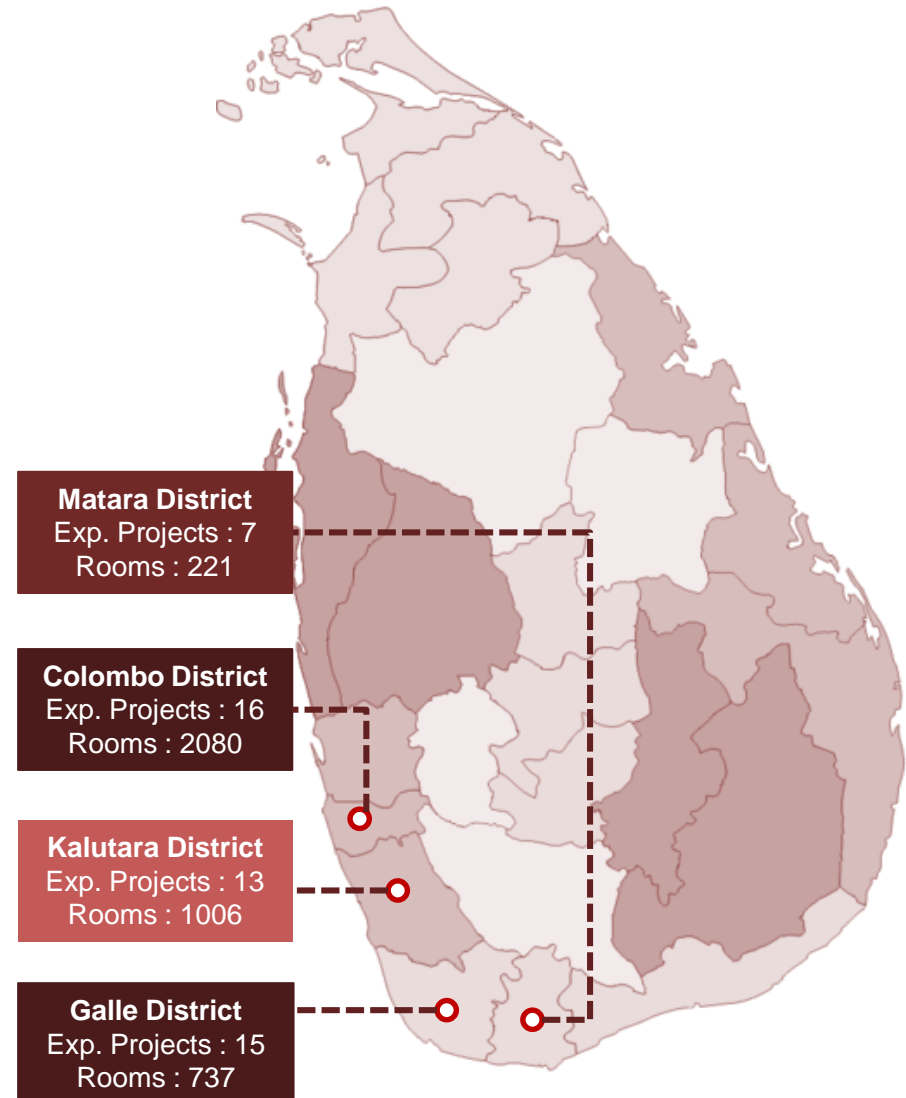 Matara District
Exp. Projects : 7
Rooms : 221
Colombo District
Exp. Projects : 16
Rooms : 2080
Kalutara District
Exp. Projects : 13
Rooms : 1006
Galle District
Exp. Projects : 15
Rooms : 737